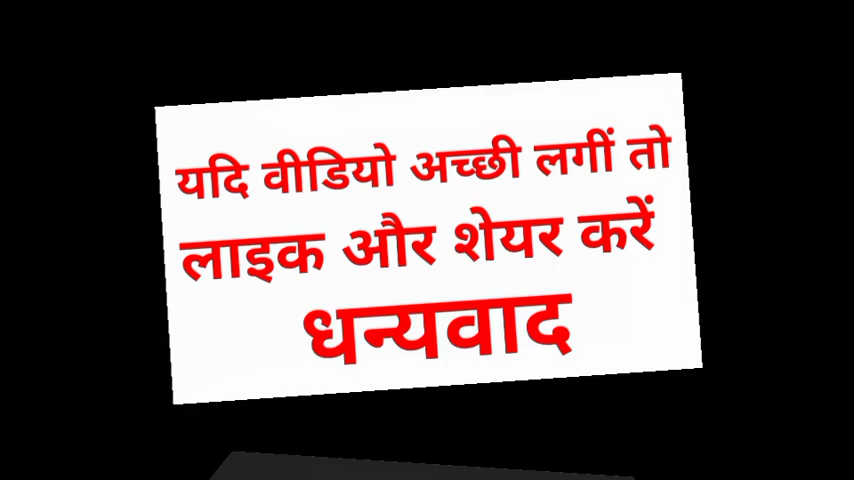 यदि वीडियो अच्छी लगीं तो
लाइक और शेयर करें
धन्यवाद